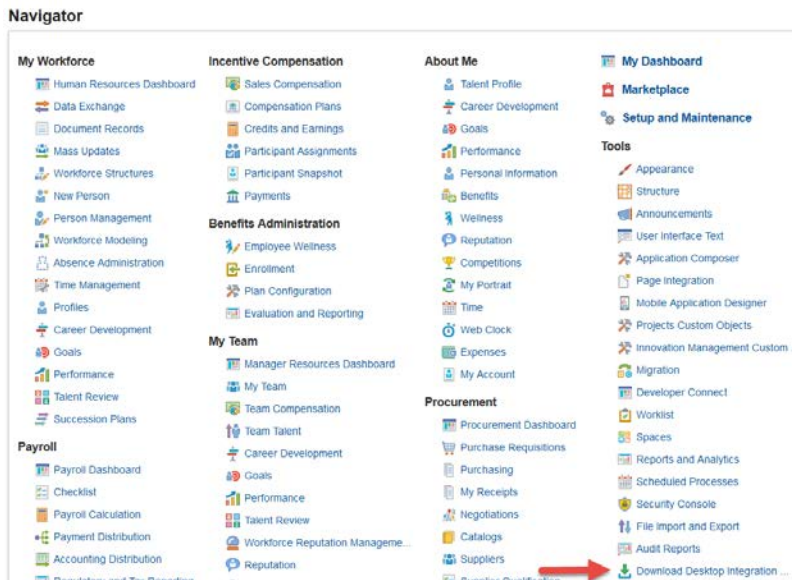 Navigator
My Workforce
Human Resources Dashboard
Data Exchange
Document Records
Mass Updates
Workforce Structures
New Person
Person Management
Workforce Modeling
Absence Administration
Time Management
Profiles
Career Development
Goals
Performance
Talent Review
Succession Plans
Payroll
Payroll Dashboard
Checklist
Payroll Calculation
Payment Distribution
Accounting Distribution
Regulatory and Tax Reporting
Incentive Compensation
Sales Compensation
Compensation Plans
Credits and Earnings
Participant Assignments
Participant Snapshot
Payments
Benefits Administration
Employee Wellness
Enrollment
Plan Configuration
Evaluation and Reporting
My Team
Manager Resources Dashboard
My Team
Team Compensation
Team Talent
Career Development
Goals
Performance
Talent Review
Workforce Reputation Manageme...
Reputation
About Me
Talent Profile
Career Development
Goals
Performance
Personal Information
Benefits
Wellness
Reputation
Competitions
My Portrait
Time
Web Clock
Expenses
My Account
Procurement
Procurement Dashboard
Purchase Requisitions
Purchasing
My Receipts
Negotiations
Catalogs
Suppliers
Supplier Qualification
My Dashboard
Marketplace
Setup and Maintenance
Tools
Appearance
Structure
Announcements
User Interface Text
Application Composer
Page Integration
Mobile Application Designer
Projects Custom Objects
Innovation Management Custom
Migration
Developer Connect
Worklist
Spaces
Reports and Analytics
Scheduled Processes
Security Console
File Import and Export
Audit Reports
Download Desktop Integration ...